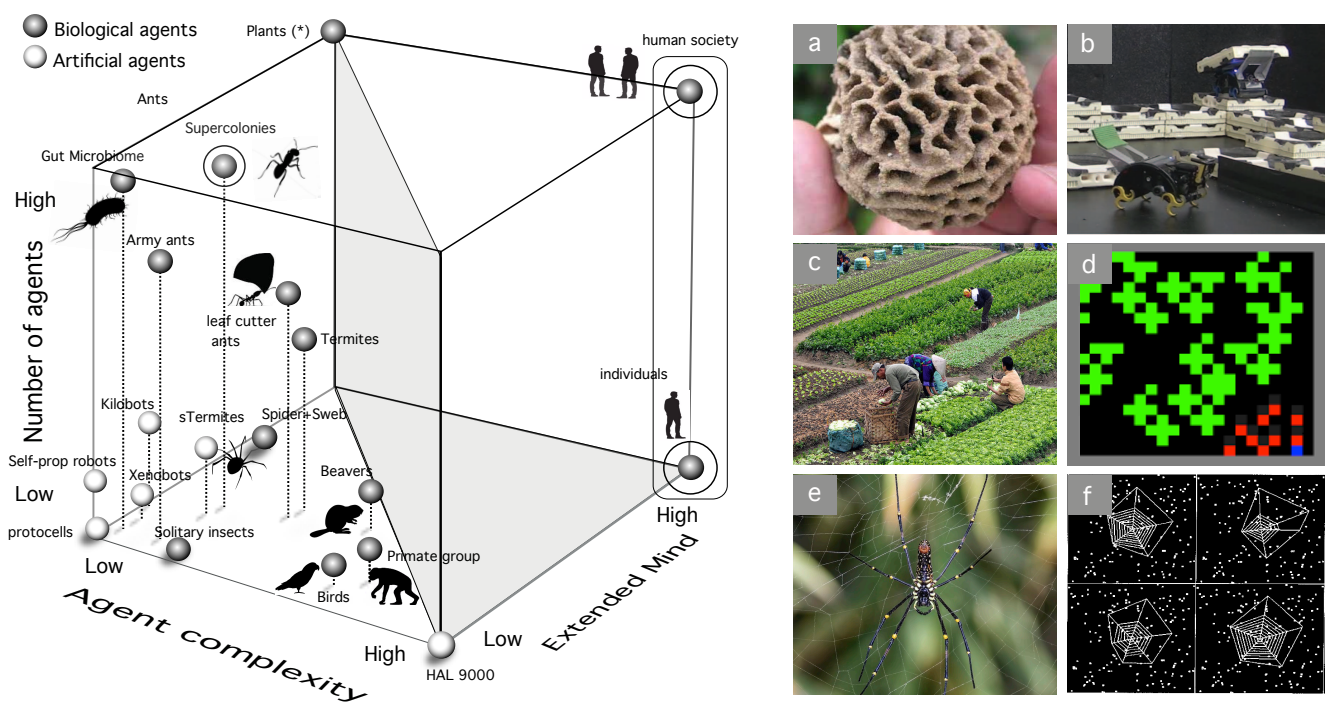 Biological agents
Artificial agents
Plants (*)
human society
Ants
Supercolonies
Gut Microbiome
High
Army ants
leaf cutter
ants
Termites
individuals
Number of agents
Kilobots
sTermites
Spider+Sweb
Self-prop robots
Xenobots
Beavers
Low
protocells
Solitary insects
Primate group
Birds
High
Low
Low
High
HAL 9000
Agent complexity
Extended Mind
a
b
c
d
e
f